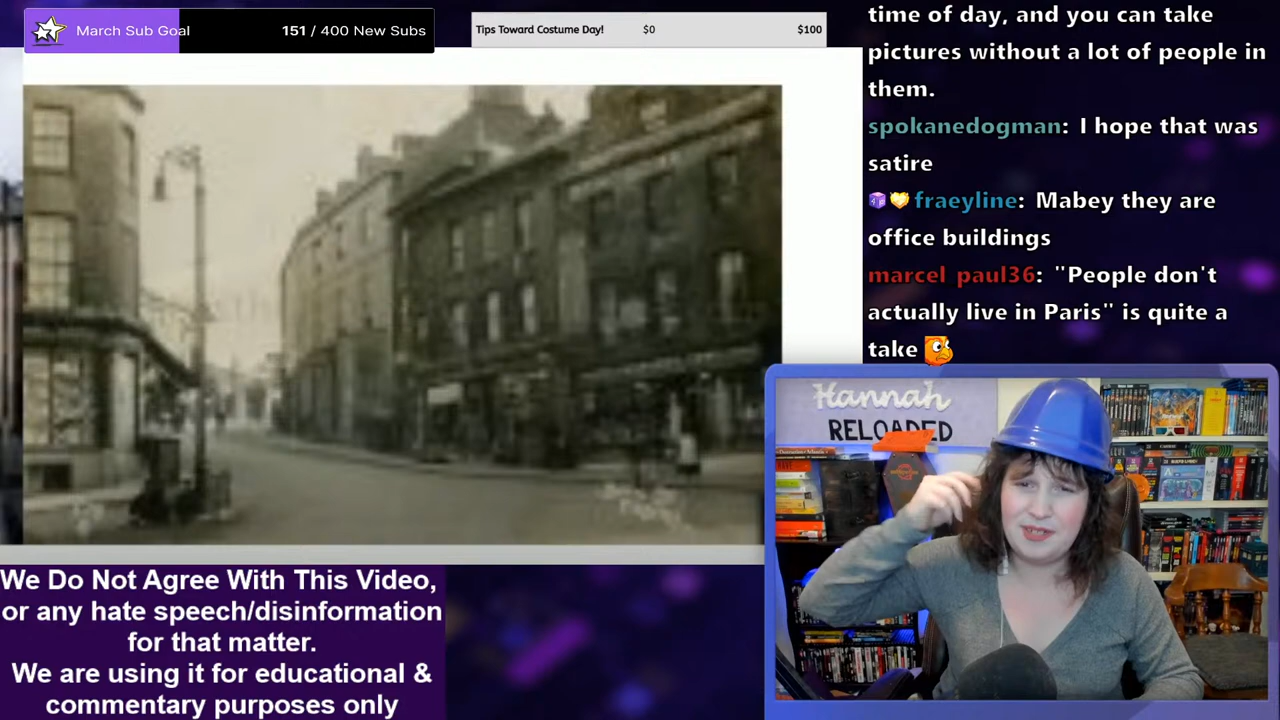 March Sub Goal 151 / 400 New Subs
Tips Toward Costume Day! $0 $100
time of day, and you can take
pictures without a lot of people in
them.
spokanedogman: I hope that was
satire
fraeyline: Mabey they are
office buildings
marcel_paul36: "People don't
actually live in Paris" is quite a
take
Hannah
RELOADED
We Do Not Agree With This Video,
or any hate speech/disinformation
for that matter.
We are using it for educational &
commentary purposes only